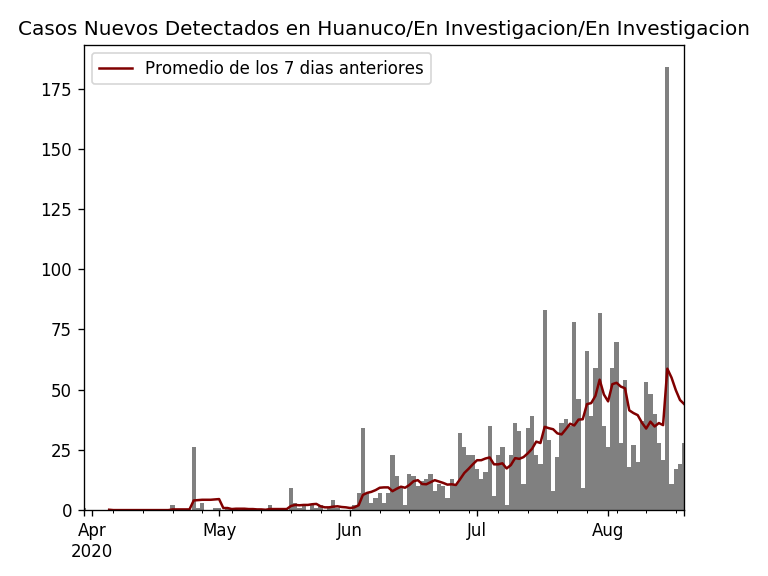 Casos Nuevos Detectados en Huanuco/En Investigacion/En Investigacion
Promedio de los 7 dias anteriores
175
150
125
100
75
50
25
0
Apr
2020
May
Jun
Jul
Aug